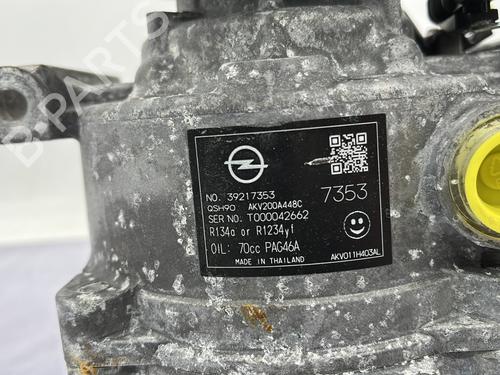 NO. 39217353
7353
QSH90 AKV200A448C
SER NO. T000042662
R134a or R1234yf
OIL: 70cc PAG46A
MADE IN THAILAND
AKV011H403AL
B-PARTS